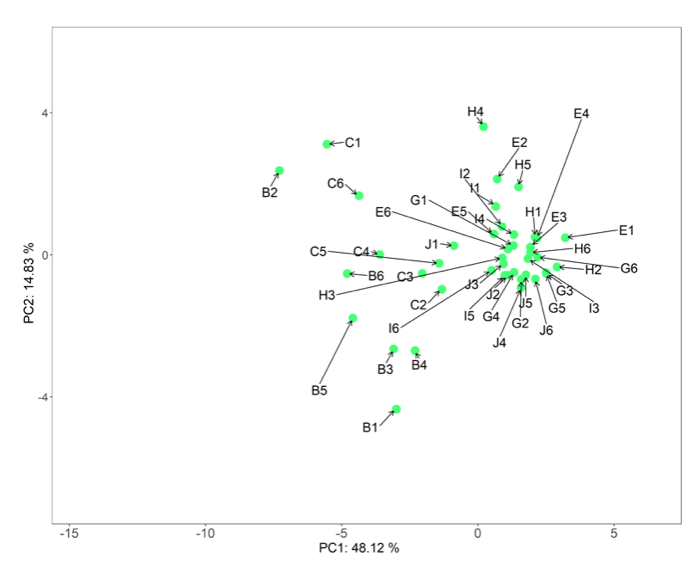 H4
E4
4
C1
E2
H5
B2
C6
I2
I1
G1
E5
I4
E6
H1
E3
E1
J1
C5
C4
H6
0
B6
C3
H2
G6
H3
J3
J2
J5
G3
C2
I5
G4
G2
G5
I3
I6
J4
J6
B3
B4
B5
-4
B1
-15
-10
-5
0
5
PC1: 48.12 %
PC2: 14.83 %